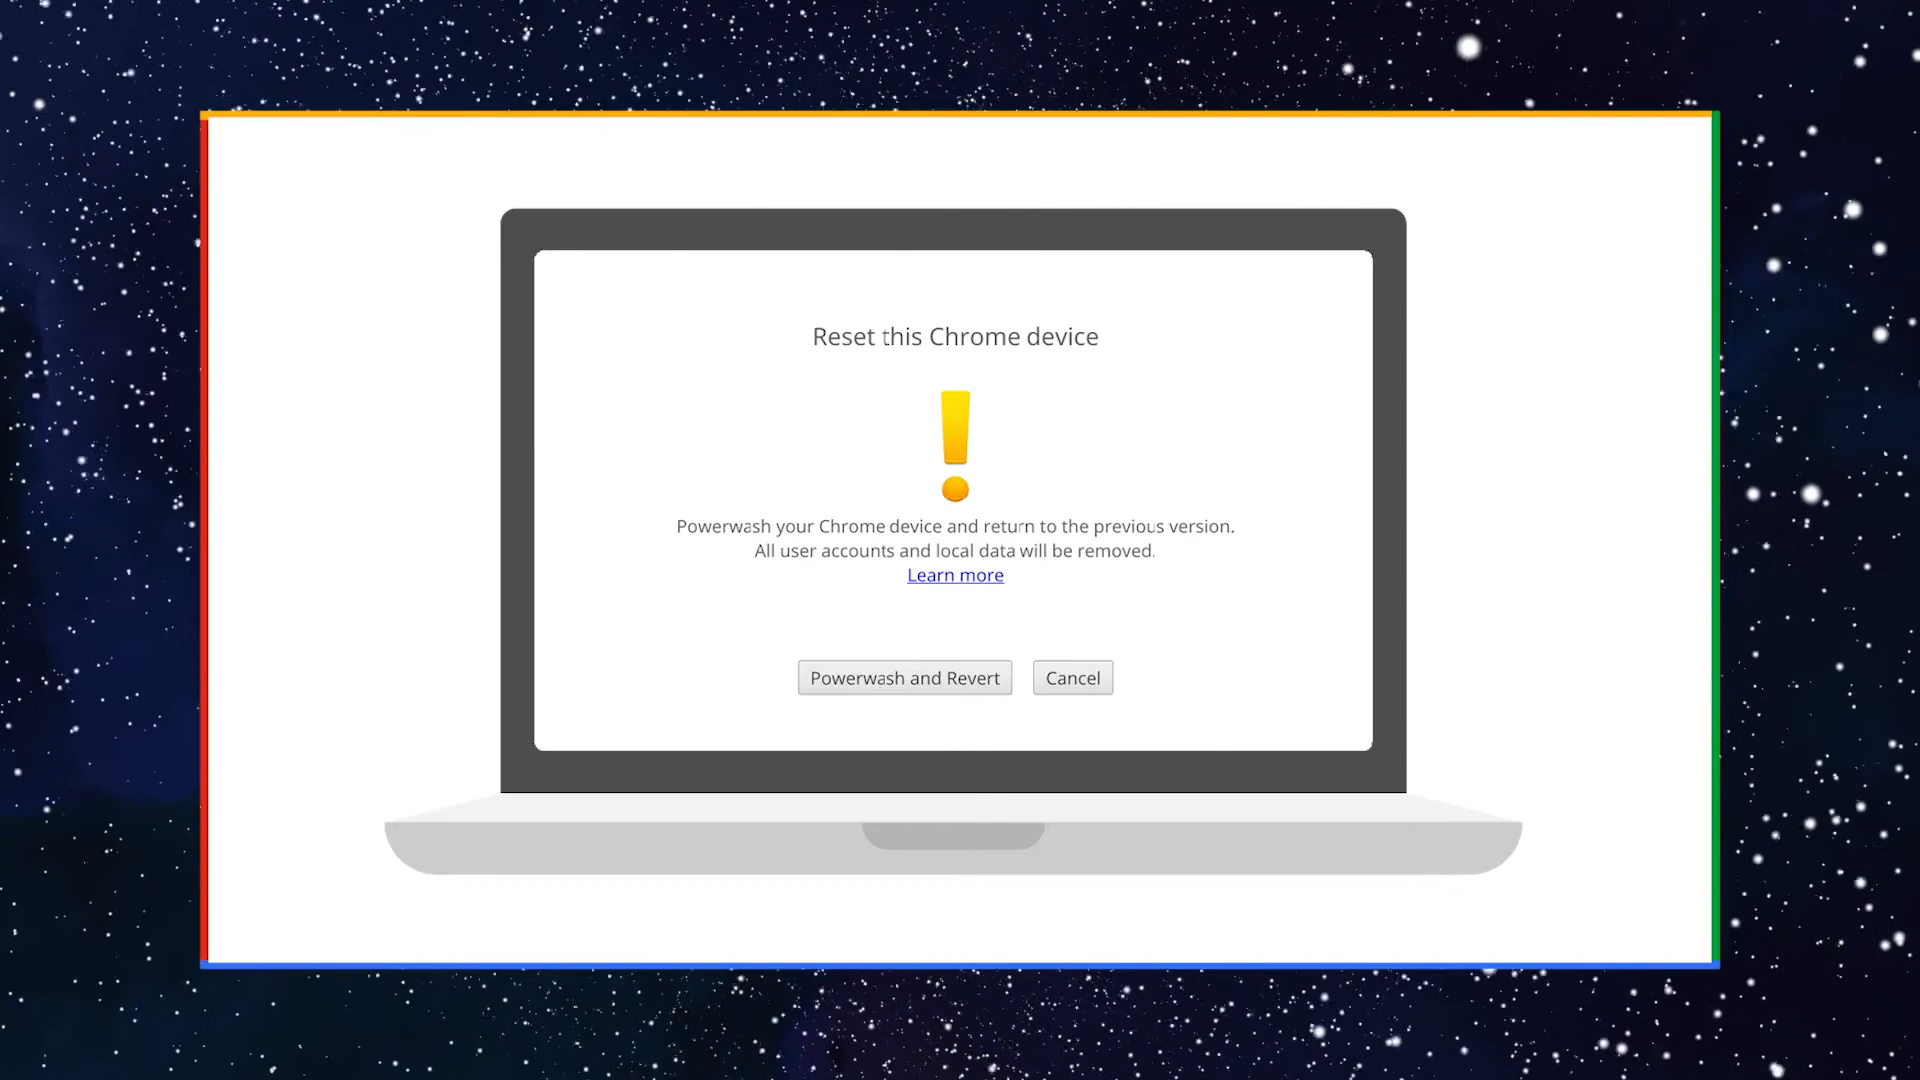 Reset this Chrome device
Powerwash your Chrome device and return to the previous version.
All user accounts and local data will be removed.
Learn more
Powerwash and Revert
Cancel